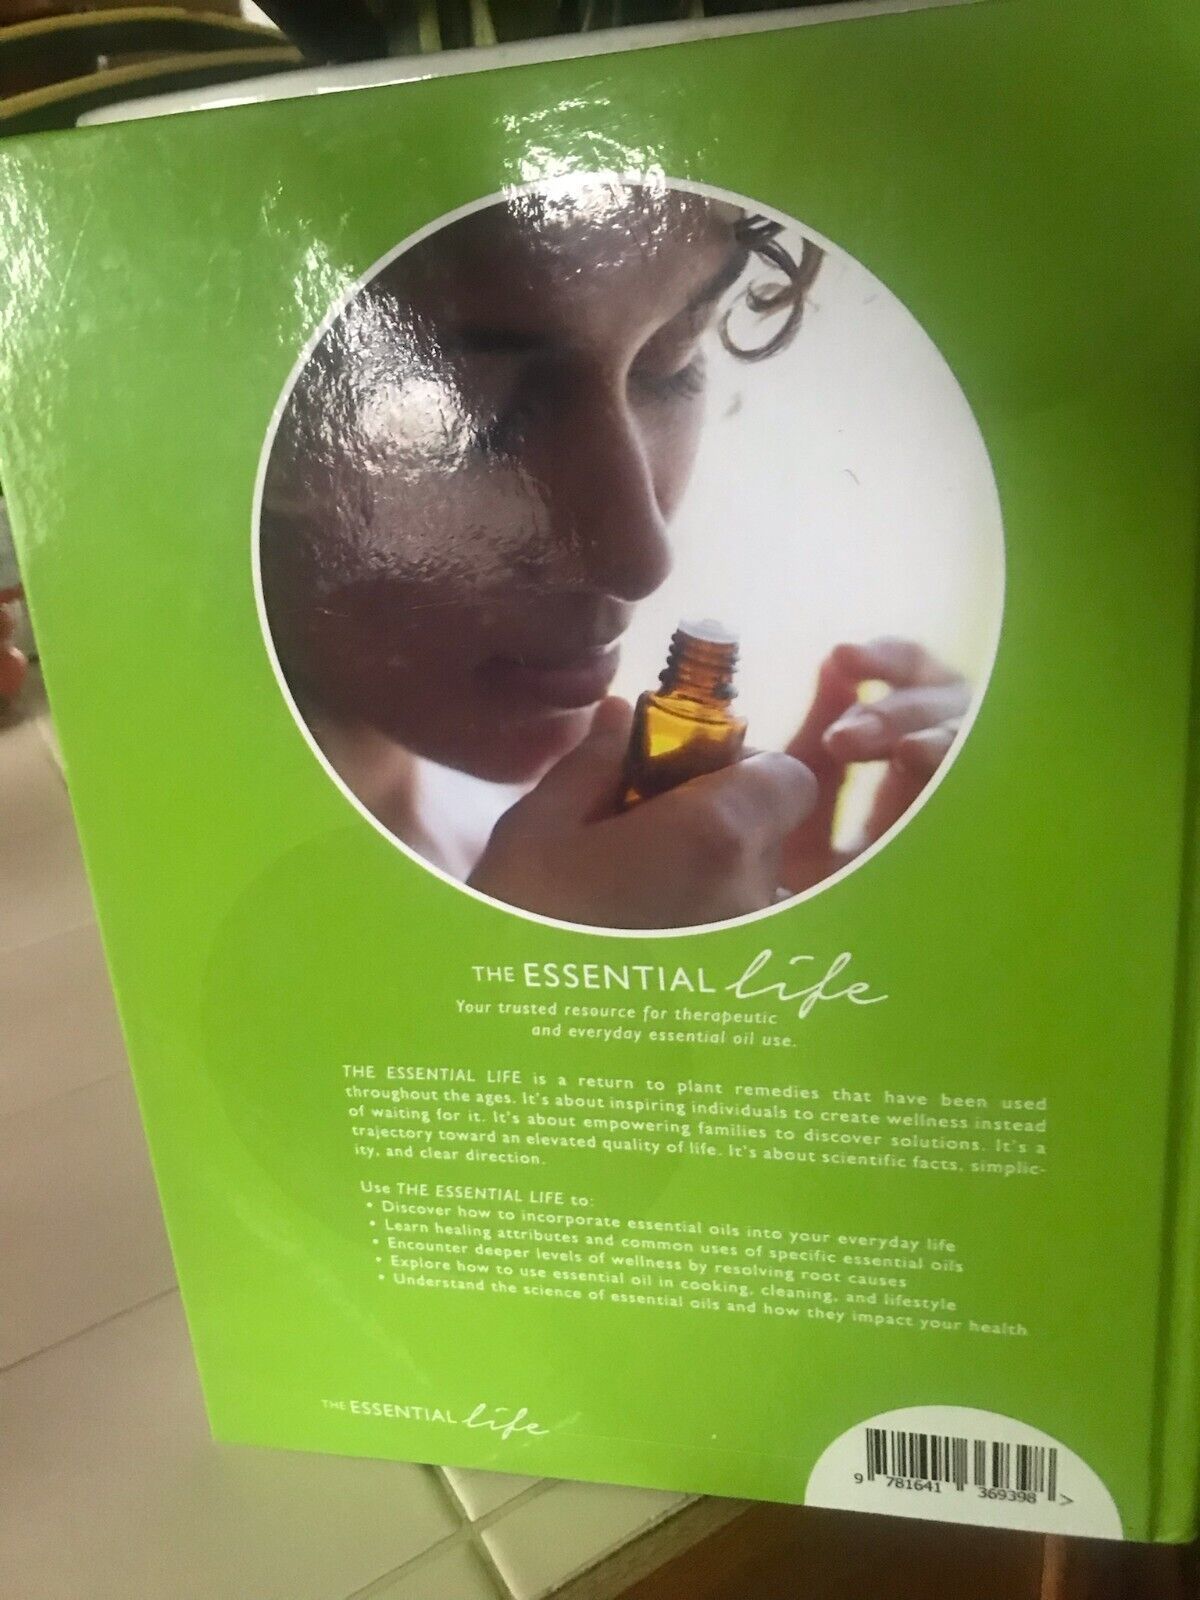 THE ESSENTIAL life
Your trusted resource for therapeutic
and everyday essential oil use.
THE ESSENTIAL LIFE is a return to plant remedies that have been used
throughout the ages. It's about inspiring individuals to create wellness instead
of waiting for it. It's about empowering families to discover solutions. It's a
trajectory toward an elevated quality of life. It's about scientific facts, simplic-
ity, and clear direction.
Use THE ESSENTIAL LIFE to:
• Discover how to incorporate essential oils into your everyday life
• Learn healing attributes and common uses of specific essential oils
• Encounter deeper levels of wellness by resolving root causes
• Explore how to use essential oil in cooking, cleaning, and lifestyle
• Understand the science of essential oils and how they impact your health
THE ESSENTIAL life
9 781641 369398 >